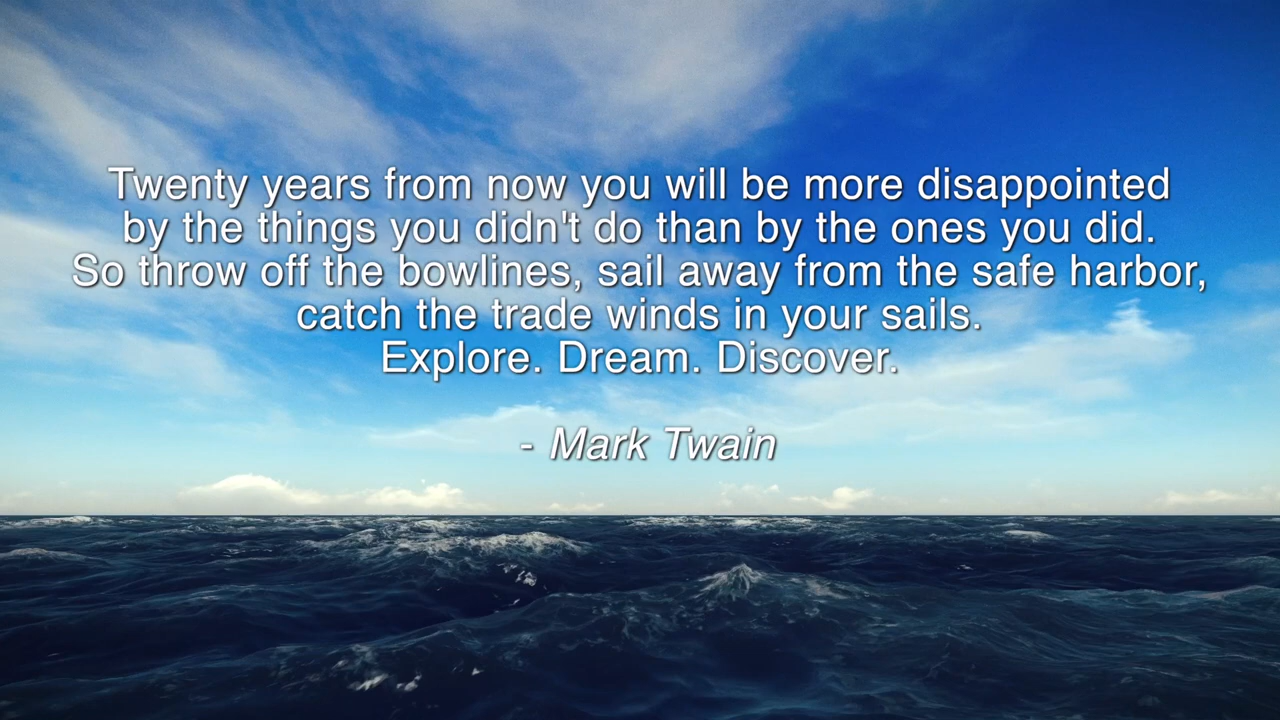 Twenty years from now you will be more disappointed
by the things you didn't do than by the ones you did.
So throw off the bowlines, sail away from the safe harbor,
catch the trade winds in your sails.
Explore. Dream. Discover.
- Mark Twain